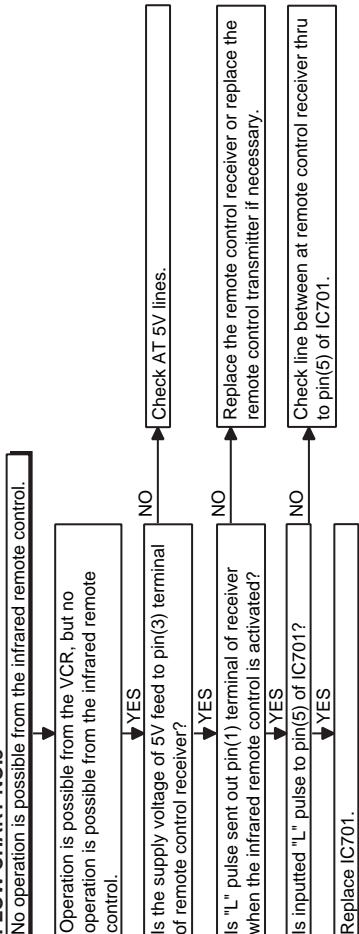 No operation is possible from the infrared remote control.
Operation is possible from the VCR, but no
operation is possible from the infrared remote
control.
YES
Is the supply voltage of 5V feed to pin(3) terminal
of remote control receiver?
NO
Check AT 5V lines.
YES
Is "L" pulse sent out pin(1) terminal of receiver
when the infrared remote control is activated?
NO
Replace the remote control receiver or replace the
remote control transmitter if necessary.
YES
Is inputted "L" pulse to pin(5) of IC701?
NO
Check line between at remote control receiver thru
to pin(5) of IC701.
YES
Replace IC701.